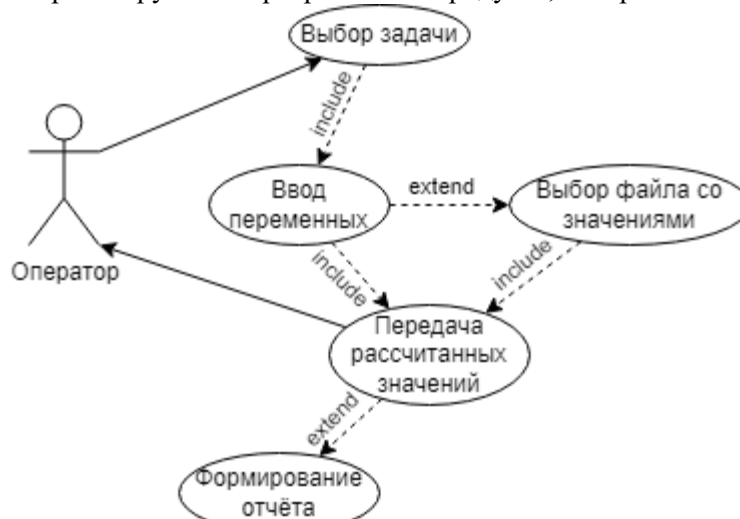 Выбор задачи
include
Ввод
переменных
extend
Выбор файла со
значениями
include
include
Оператор
Передача
рассчитанных
значений
extend
Формирование
отчёта